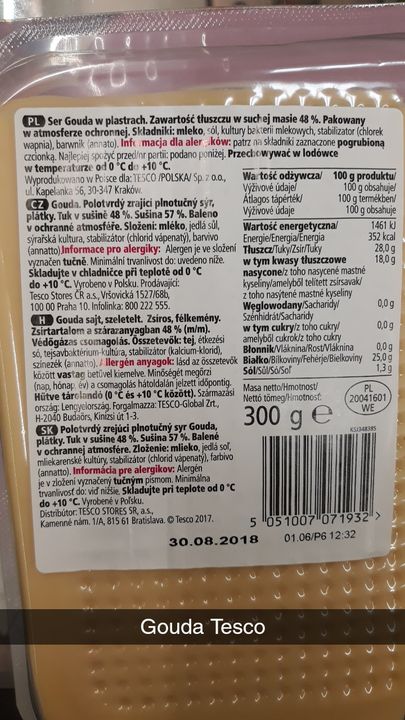 PL Ser Gouda w plastrach. Zawartość tłuszczu w suchej masie 48 %. Pakowany
w atmosferze ochronnej. Składniki: mleko, sól, kultury bakterii mlekowych, stabilizator (chlorek
wapnia), barwnik (annato). Informacja dla alergików: patrz na składniki zaznaczone pogrubioną
czcionką. Najlepiej spożyć przed/nr partii: podano poniżej. Przechowywać w lodówce
w temperaturze od 0 °C do +10 °C.
Wyprodukowano w Polsce dla: TESCO /POLSKA/ Sp. z o.o.,
ul. Kapelanka 56, 30-347 Kraków.
CZ Gouda. Polotvrdý zrající plnotučný sýr,
plátky. Tuk v sušině 48 %. Sušina 57 %. Baleno
v ochranné atmosféře. Složení: mléko, jedlá sůl,
sýrařská kultura, stabilizátor (chlorid vápenatý), barvivo
(annatto). Informace pro alergiky: Alergen je ve složení
vyznačen tučně. Minimální trvanlivost do: uvedeno níže.
Skladujte v chladničce při teplotě od 0 °C
do +10 °C. Vyrobeno v Polsku. Prodávající:
Tesco Stores ČR a.s., Vršovická 1527/68b,
100 00 Praha 10. Infolinka: 800 222 555.
H Gouda sajt, szeletelt. Zsíros, félkemény.
Zsírtartalom a szárazanyagban 48 % (m/m).
Védőgázas csomagolás. Összetevők: tej, étkezési
só, tejsavbaktérium-kultúra, stabilizátor (kalcium-klorid),
színezék (annatto). Allergén anyagok: lásd az összetevők
között vastag betűvel kiemelve. Minőségét megőrzi
(nap, hónap, év) a csomagolás hátoldalán jelzett időpontig.
Hűtve tárolandó (0 °C és +10 °C között). Származási
ország: Lengyelország. Forgalmazza: TESCO-Global Zrt.,
H-2040 Budaörs, Kinizsi út 1-3.
SK Polotvrdý zrejúci plnotučný syr Gouda,
plátky. Tuk v sušine 48 %. Sušina 57 %. Balené
v ochrannej atmosfére. Zloženie: mlieko, jedlá soľ,
mliekarenské kultúry, stabilizátor (chlorid vápenatý), farbivo
(annatto). Informácia pre alergikov: Alergén
je v zložení vyznačený tučným písmom. Minimálna
trvanlivosť do: viď nižšie. Skladujte pri teplote od 0 °C
do +10 °C. Vyrobené v Poľsku.
Distribútor: TESCO STORES SR, a.s.,
Kamenné nám. 1/A, 815 61 Bratislava. © Tesco 2017.
Wartość odżywcza/ 100 g produktu/
Výživové údaje/ 100 g obsahuje/
Átlagos tápérték/ 100 g termékben/
Výživové údaje 100 g obsahuje
Wartość energetyczna/ 1461 kJ
Energie/Energia/Energia 352 kcal
Tłuszcz/Tuky/Zsír/Tuky 28,0 g
w tym kwasy tłuszczowe 18,0 g
nasycone/z toho nasycené mastné
kyseliny/amelyből telített zsírsavak/
z toho nasýtené mastné kyseliny
Węglowodany/Sacharidy/ 0,0 g
Szénhidrát/Sacharidy
w tym cukry/z toho cukry/ 0,0 g
amelyből cukrok/z toho cukry
Błonnik/Vláknina/Rost/Vláknina 0,0 g
Białko/Bílkoviny/Fehérje/Bielkoviny 25,0 g
Sól/Sůl/Só/Soľ 1,3 g
Masa netto/Hmotnost/
Nettó tömeg/Hmotnosť:
300 g e
PL
20041601
WE
KSJ348385
5 051007 071932 >
30.08.2018
01.06/P6 12:32
Gouda Tesco